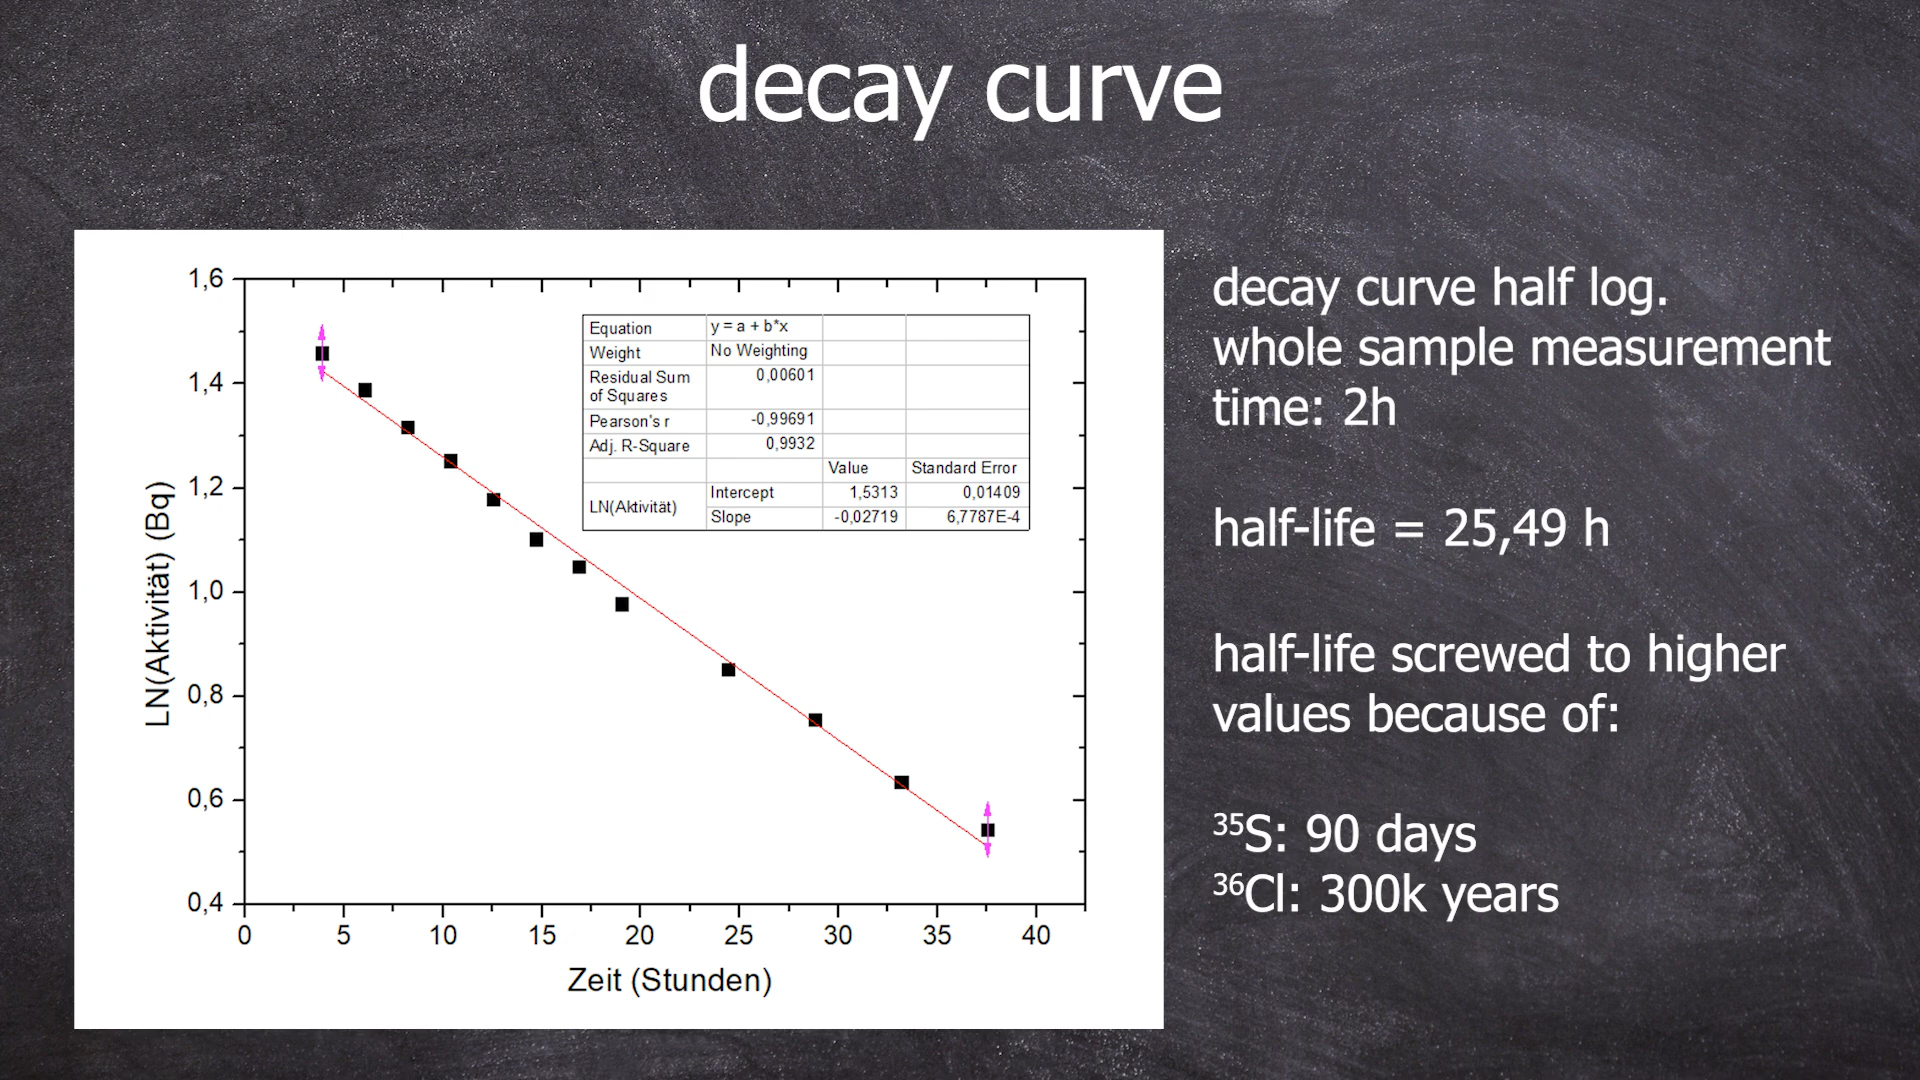 decay curve
1,6
1,4
1,2
1,0
0,8
0,6
0,4
LN(Aktivität) (Bq)
0 5 10 15 20 25 30 35 40
Zeit (Stunden)
Equation y = a + b*x
Weight No Weighting
Residual Sum of Squares 0,00601
Pearson's r -0,99691
Adj. R-Square 0,9932
Value Standard Error
LN(Aktivität) Intercept 1,5313 0,01409
Slope -0,02719 6,7787E-4
decay curve half log.
whole sample measurement
time: 2h
half-life = 25,49 h
half-life screwed to higher
values because of:
³⁵S: 90 days
³⁶Cl: 300k years